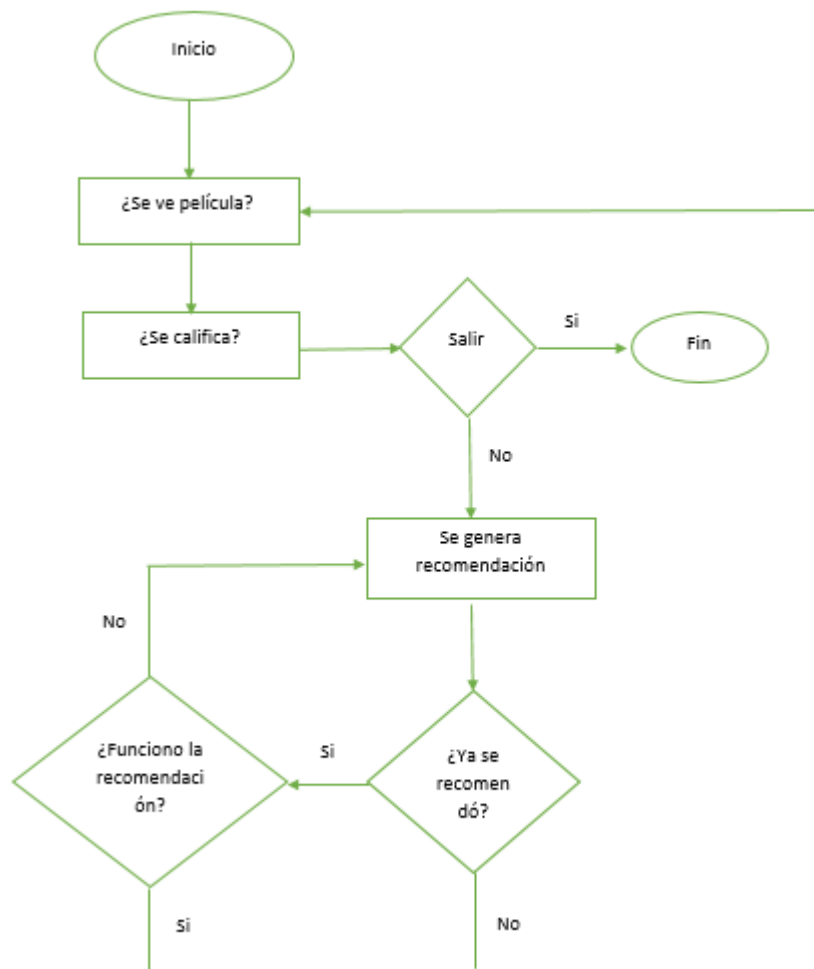 Inicio
¿Se ve película?
¿Se califica?
Salir
Si
Fin
No
Se genera
recomendación
No
¿Funciono la
recomendaci
ón?
Si
¿Ya se
recomen
dó?
Si
No